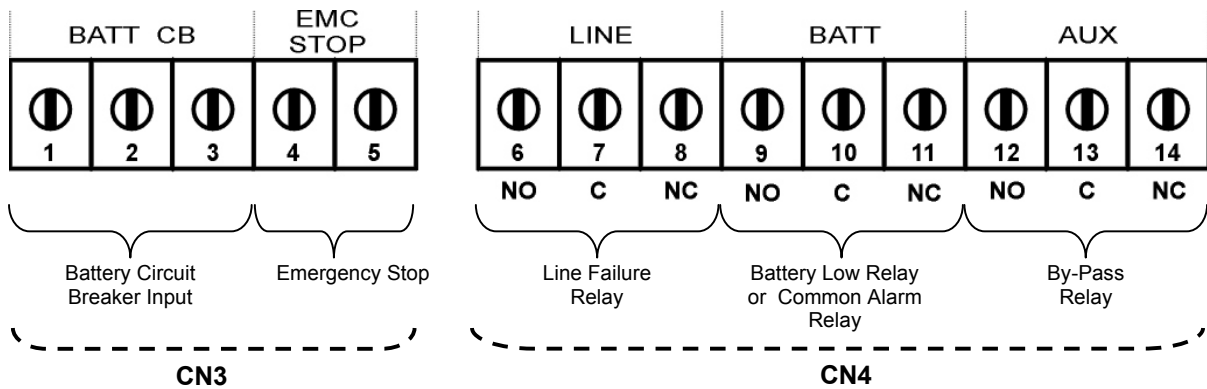 BATT CB
EMC
STOP
LINE
BATT
AUX
1 2 3 4 5
6 7 8 9 10 11 12 13 14
NO C NC NO C NC NO C NC
Battery Circuit
Breaker Input
Emergency Stop
Line Failure
Relay
Battery Low Relay
or Common Alarm
Relay
By-Pass
Relay
CN3
CN4